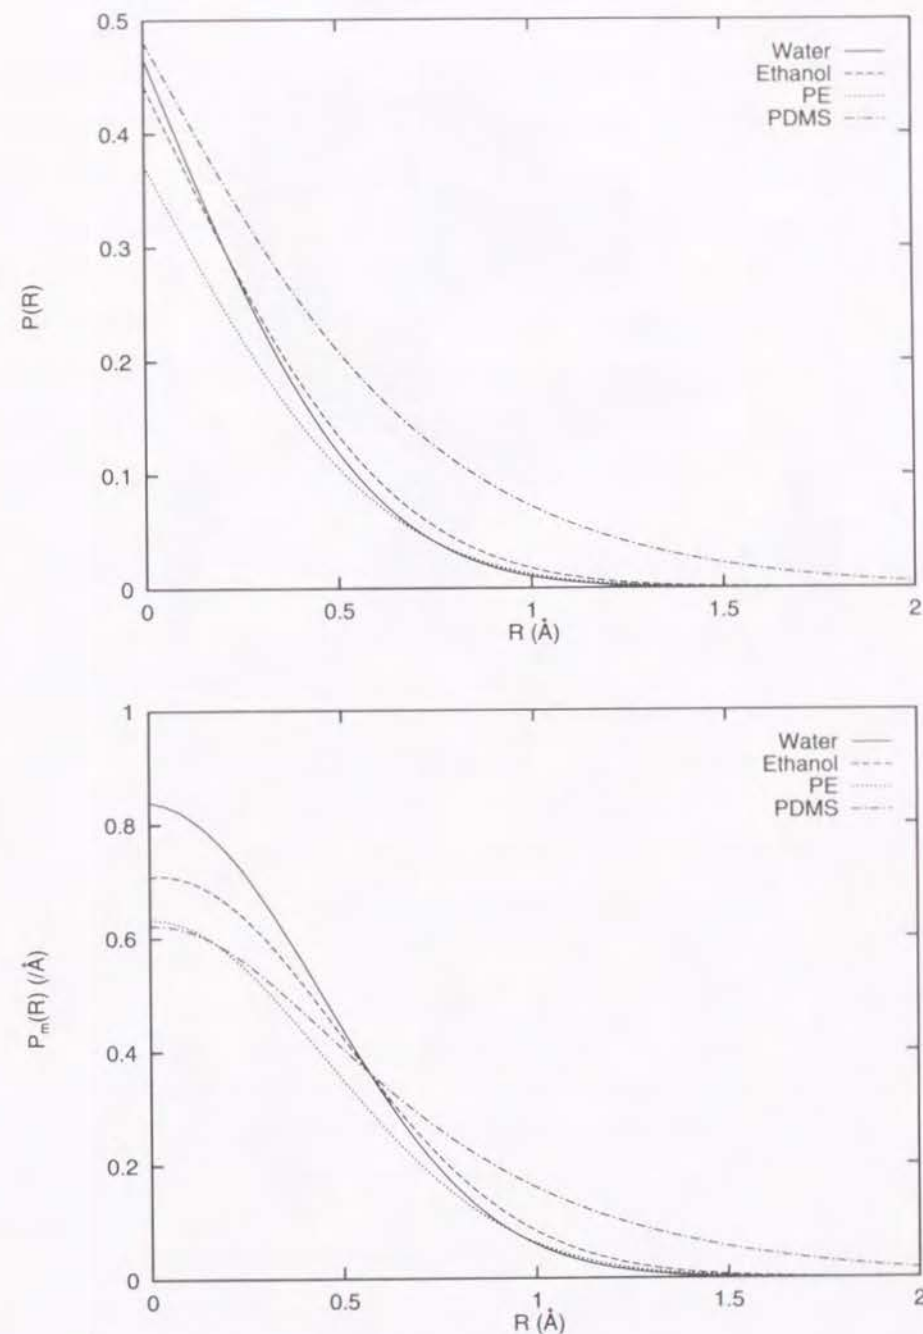 0.5
0.4
0.3
0.2
0.1
0
P(R)
Water
Ethanol
PE
PDMS
0 0.5 1 1.5 2
R (Å)
1
0.8
0.6
0.4
0.2
0
Pₘ(R) (/Å)
Water
Ethanol
PE
PDMS
0 0.5 1 1.5 2
R (Å)